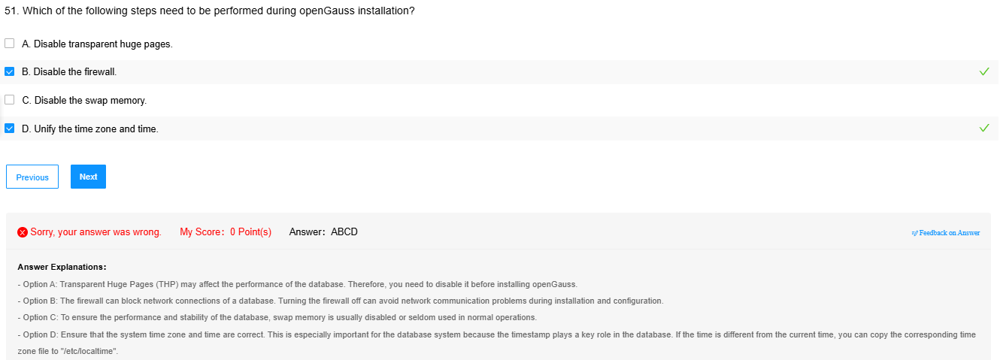 51. Which of the following steps need to be performed during openGauss installation?
A. Disable transparent huge pages.
B. Disable the firewall.
C. Disable the swap memory.
D. Unify the time zone and time.
Previous Next
Sorry, your answer was wrong. My Score: 0 Point(s) Answer: ABCD Feedback on Answer
Answer Explanations:
- Option A: Transparent Huge Pages (THP) may affect the performance of the database. Therefore, you need to disable it before installing openGauss.
- Option B: The firewall can block network connections of a database. Turning the firewall off can avoid network communication problems during installation and configuration.
- Option C: To ensure the performance and stability of the database, swap memory is usually disabled or seldom used in normal operations.
- Option D: Ensure that the system time zone and time are correct. This is especially important for the database system because the timestamp plays a key role in the database. If the time is different from the current time, you can copy the corresponding time
zone file to "/etc/localtime".